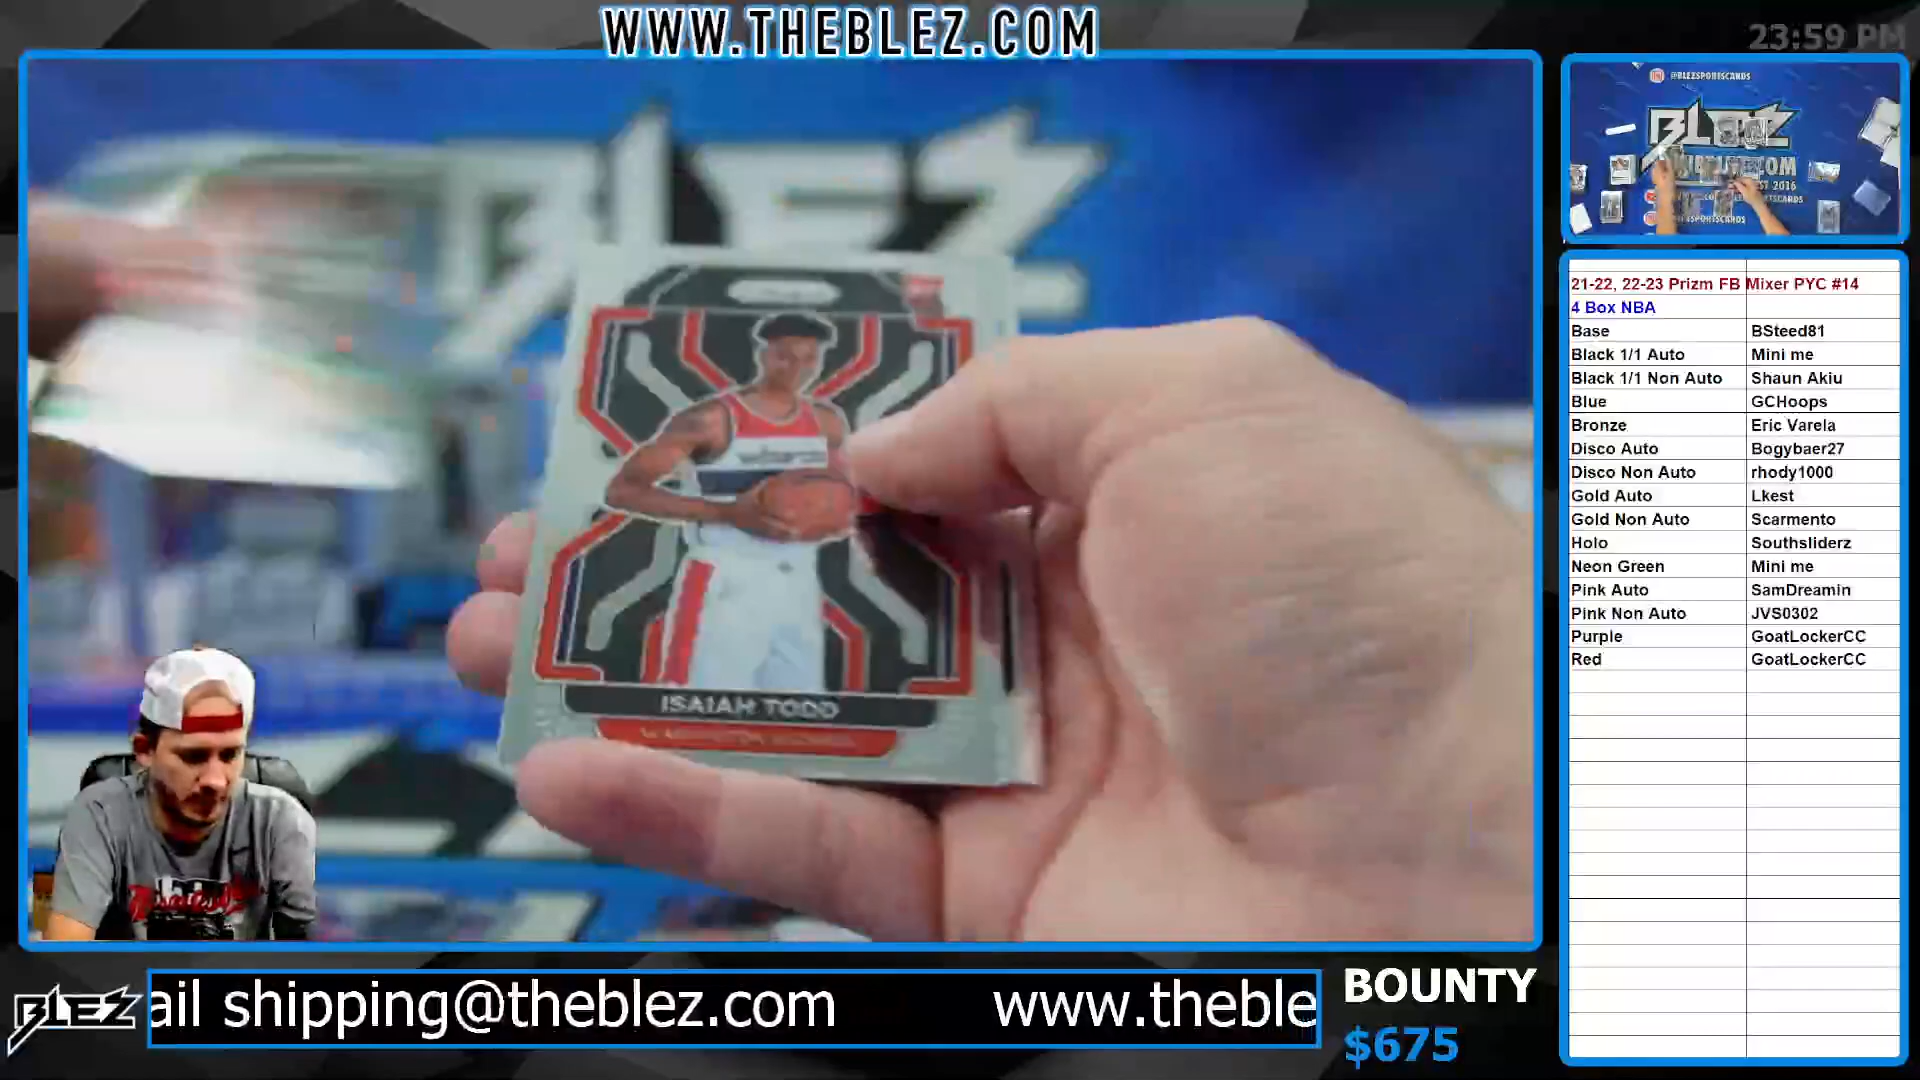 WWW.THEBLEZ.COM
23:59 PM
BLEZ
ISAIAH TODD
@BLEZSPORTSCARDS
BLEZ
21-22, 22-23 Prizm FB Mixer PYC #14
4 Box NBA
Base BSteed81
Black 1/1 Auto Mini me
Black 1/1 Non Auto Shaun Akiu
Blue GCHoops
Bronze Eric Varela
Disco Auto Bogybaer27
Disco Non Auto rhody1000
Gold Auto Lkest
Gold Non Auto Scarmento
Holo Southsliderz
Neon Green Mini me
Pink Auto SamDreamin
Pink Non Auto JVS0302
Purple GoatLockerCC
Red GoatLockerCC
BLEZ
ail shipping@theblez.com www.theble
BOUNTY
$675